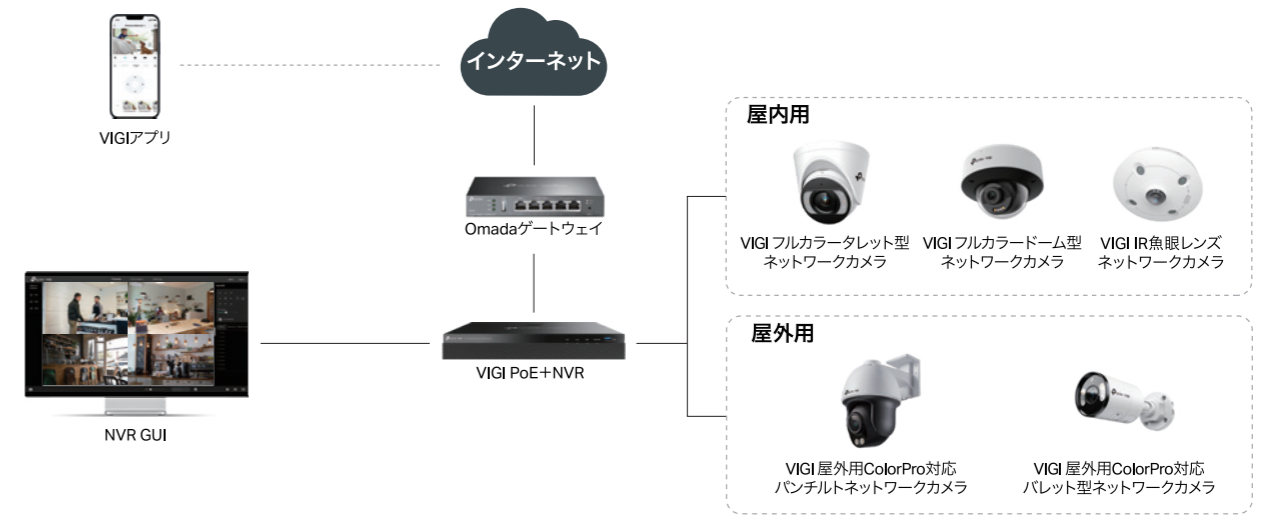 インターネット
VIGIアプリ
Omadaゲートウェイ
NVR GUI
VIGI PoE＋NVR
屋内用
VIGI フルカラータレット型
ネットワークカメラ
VIGI フルカラードーム型
ネットワークカメラ
VIGI IR魚眼レンズ
ネットワークカメラ
屋外用
VIGI 屋外用ColorPro対応
パンチルトネットワークカメラ
VIGI 屋外用ColorPro対応
バレット型ネットワークカメラ